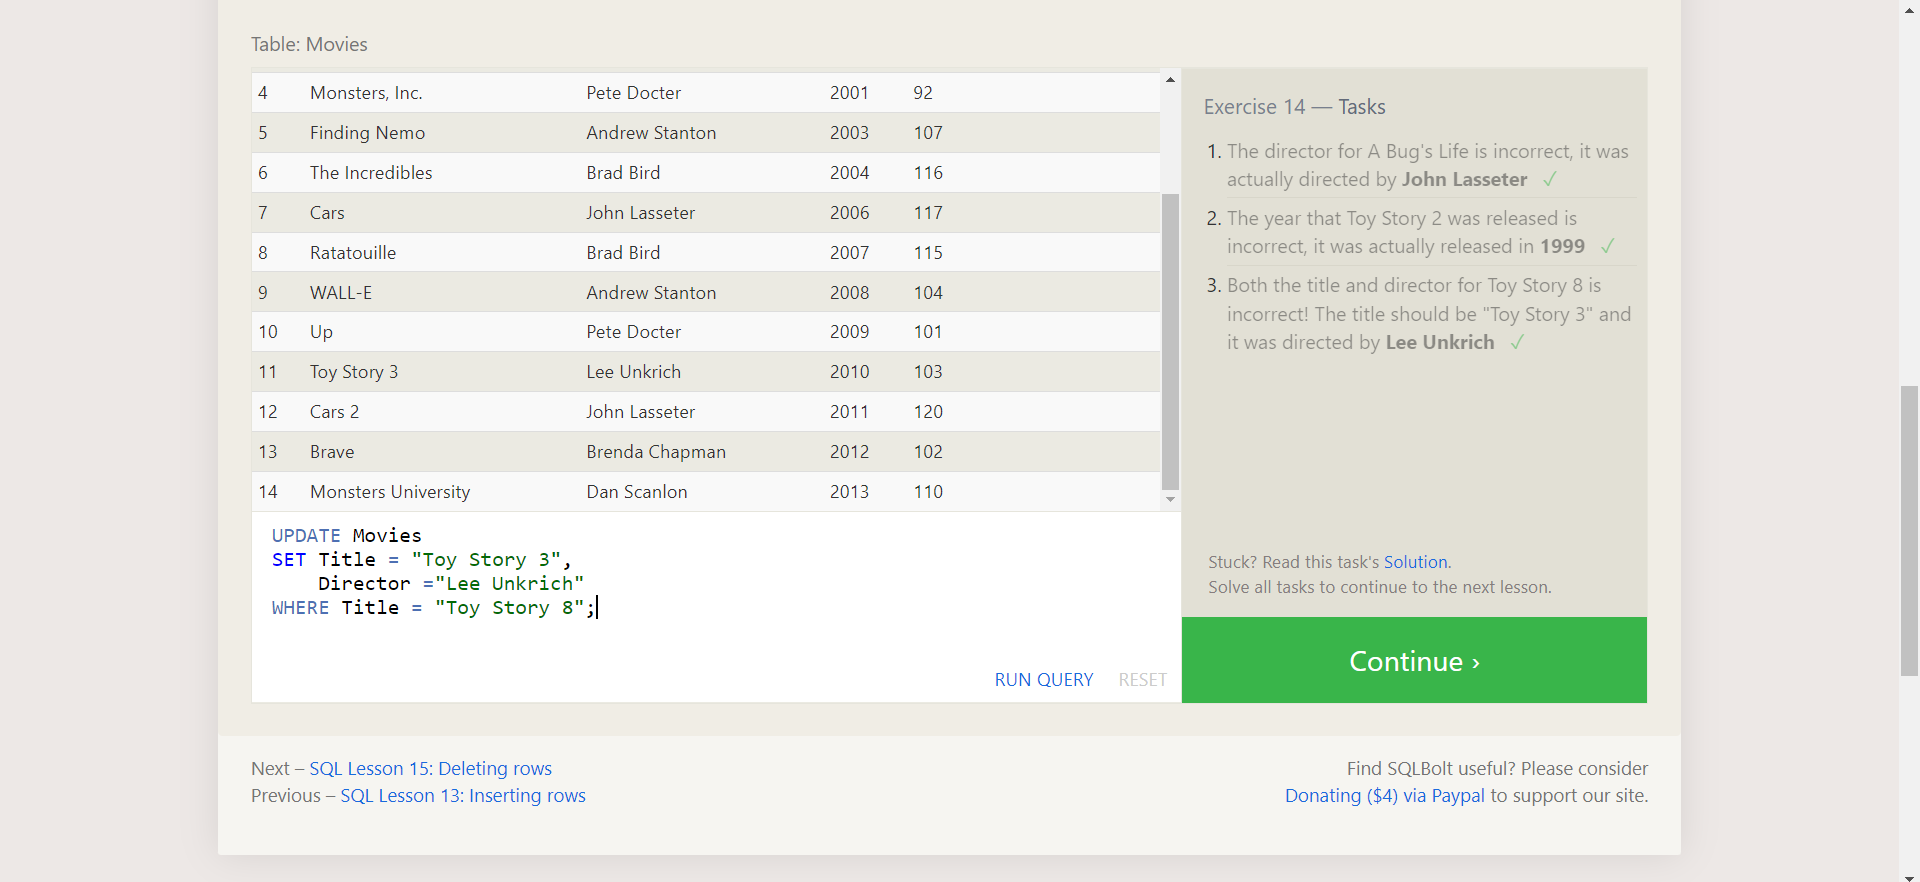 Table: Movies
4 Monsters, Inc. Pete Docter 2001 92
5 Finding Nemo Andrew Stanton 2003 107
6 The Incredibles Brad Bird 2004 116
7 Cars John Lasseter 2006 117
8 Ratatouille Brad Bird 2007 115
9 WALL-E Andrew Stanton 2008 104
10 Up Pete Docter 2009 101
11 Toy Story 3 Lee Unkrich 2010 103
12 Cars 2 John Lasseter 2011 120
13 Brave Brenda Chapman 2012 102
14 Monsters University Dan Scanlon 2013 110
UPDATE Movies
SET Title = "Toy Story 3",
    Director ="Lee Unkrich"
WHERE Title = "Toy Story 8";
RUN QUERY RESET
Exercise 14 — Tasks
1. The director for A Bug's Life is incorrect, it was
actually directed by John Lasseter ✓
2. The year that Toy Story 2 was released is
incorrect, it was actually released in 1999 ✓
3. Both the title and director for Toy Story 8 is
incorrect! The title should be "Toy Story 3" and
it was directed by Lee Unkrich ✓
Stuck? Read this task's Solution.
Solve all tasks to continue to the next lesson.
Continue ›
Next – SQL Lesson 15: Deleting rows
Previous – SQL Lesson 13: Inserting rows
Find SQLBolt useful? Please consider
Donating ($4) via Paypal to support our site.